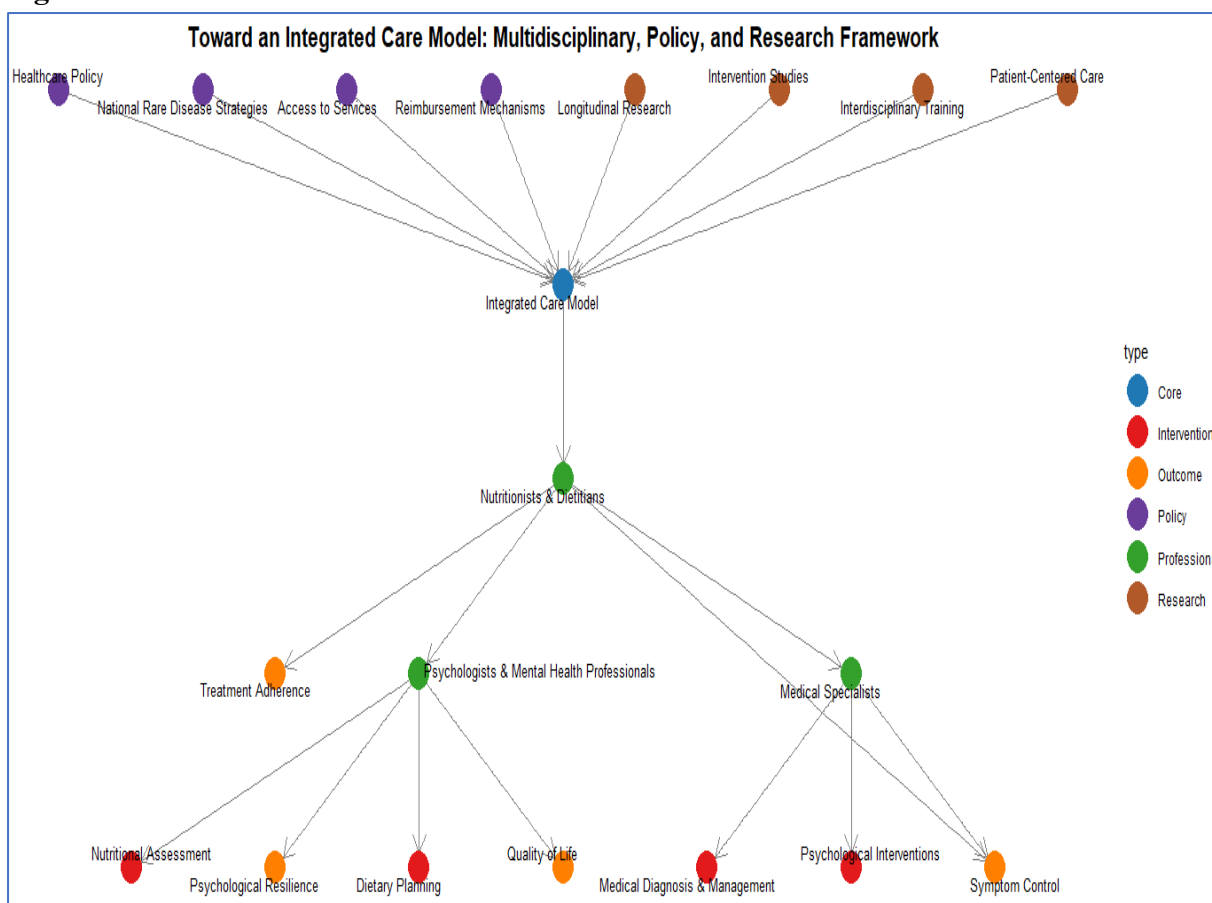 Toward an Integrated Care Model: Multidisciplinary, Policy, and Research Framework
Healthcare Policy
Intervention Studies
Patient-Centered Care
National Rare Disease Strategies
Access to Services
Reimbursement Mechanisms
Longitudinal Research
Interdisciplinary Training
Integrated Care Model
type
Core
Intervention
Outcome
Policy
Profession
Research
Nutritionists & Dietitians
Treatment Adherence
Psychologists & Mental Health Professionals
Medical Specialists
Nutritional Assessment
Quality of Life
Psychological Interventions
Psychological Resilience
Dietary Planning
Medical Diagnosis & Management
Symptom Control